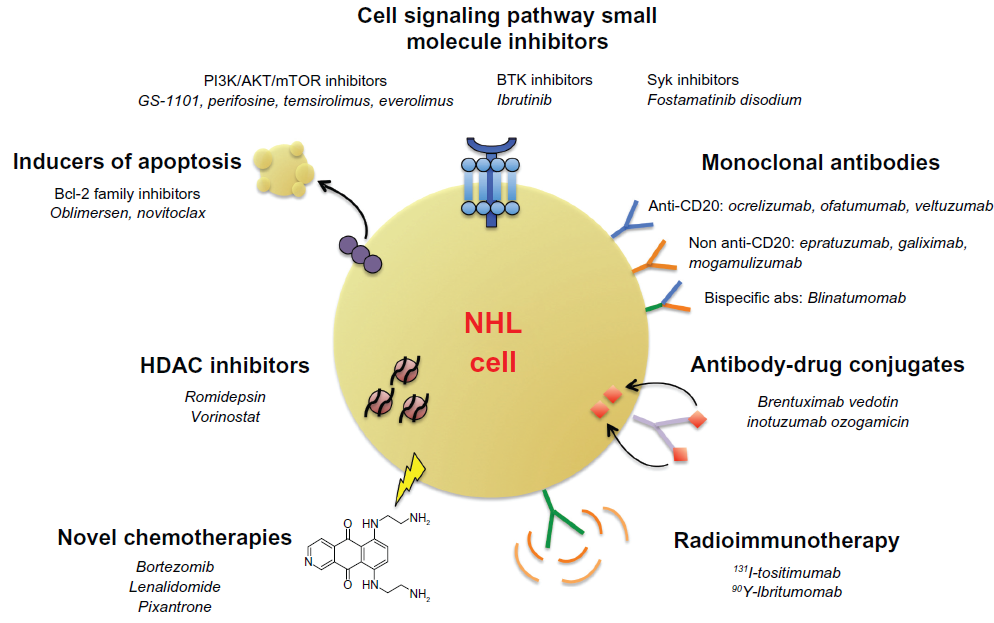 Cell signaling pathway small
molecule inhibitors
PI3K/AKT/mTOR inhibitors
GS-1101, perifosine, temsirolimus, everolimus
BTK inhibitors
Ibrutinib
Syk inhibitors
Fostamatinib disodium
Inducers of apoptosis
Bcl-2 family inhibitors
Oblimersen, novitoclax
Monoclonal antibodies
Anti-CD20: ocrelizumab, ofatumumab, veltuzumab
Non anti-CD20: epratuzumab, galiximab,
mogamulizumab
Bispecific abs: Blinatumomab
NHL
cell
HDAC inhibitors
Romidepsin
Vorinostat
Antibody-drug conjugates
Brentuximab vedotin
inotuzumab ozogamicin
Novel chemotherapies
Bortezomib
Lenalidomide
Pixantrone
O
HN
NH₂
N
O
HN
NH₂
Radioimmunotherapy
¹³¹I-tositimumab
⁹⁰Y-Ibritumomab